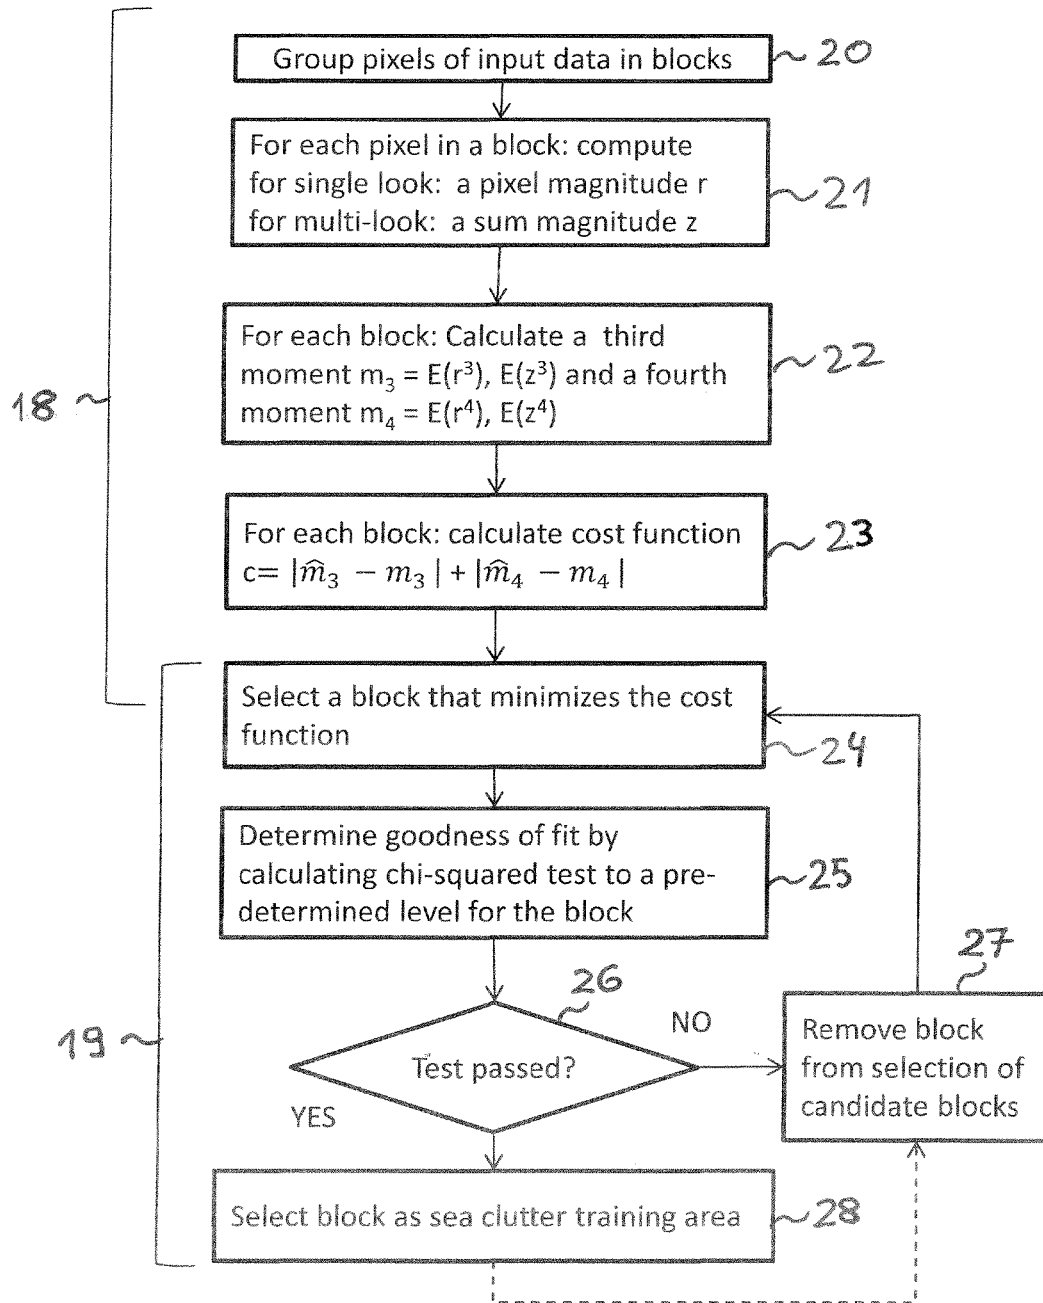 Group pixels of input data in blocks
20
For each pixel in a block: compute
for single look: a pixel magnitude r
for multi-look: a sum magnitude z
21
For each block: Calculate a third
moment m₃ = E(r³), E(z³) and a fourth
moment m₄ = E(r⁴), E(z⁴)
22
18
For each block: calculate cost function
c= |m̂₃ − m₃ | + |m̂₄ − m₄ |
23
Select a block that minimizes the cost
function
24
Determine goodness of fit by
calculating chi-squared test to a pre-
determined level for the block
25
26
27
19
Test passed?
NO
YES
Remove block
from selection of
candidate blocks
Select block as sea clutter training area
28